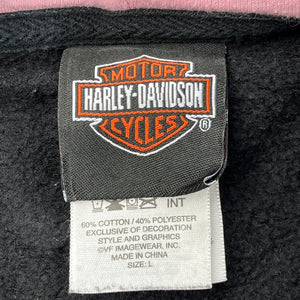 MOTOR
HARLEY-DAVIDSON
CYCLES ®
INT
60% COTTON / 40% POLYESTER
EXCLUSIVE OF DECORATION
STYLE AND GRAPHICS
©VF IMAGEWEAR, INC.
MADE IN PAKISTAN
SIZE: L